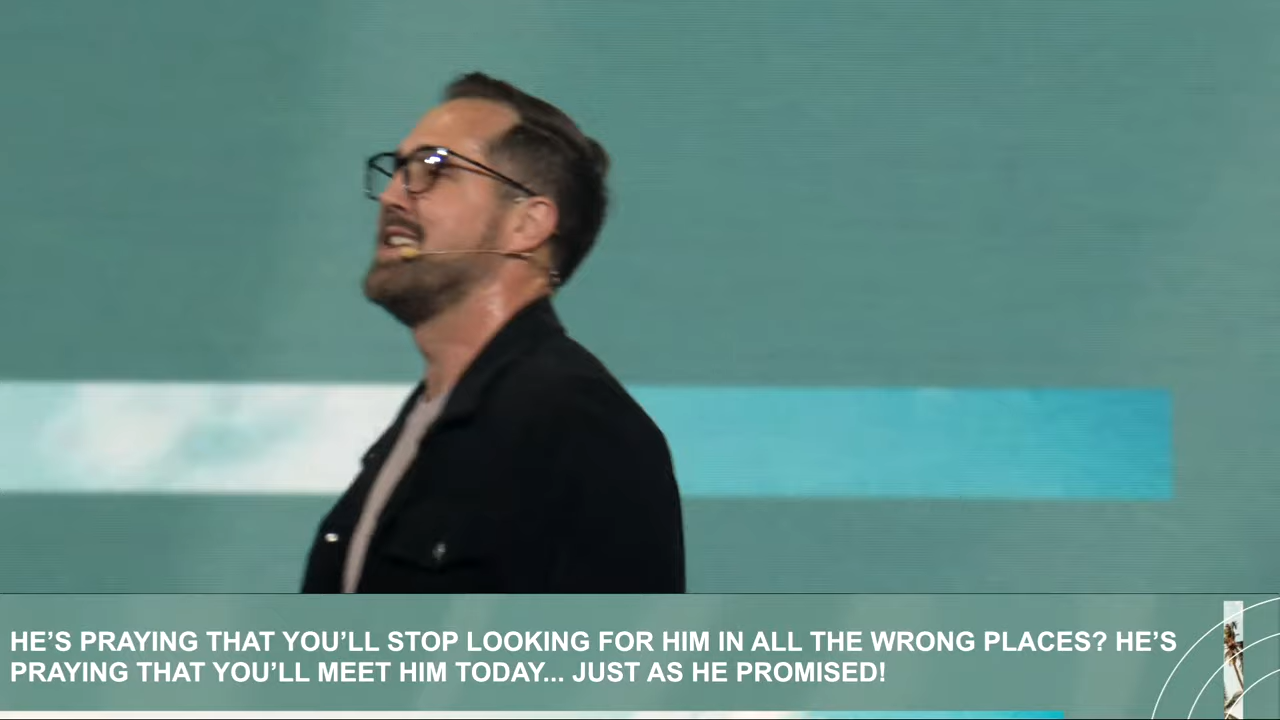 HE’S PRAYING THAT YOU’LL STOP LOOKING FOR HIM IN ALL THE WRONG PLACES? HE’S
PRAYING THAT YOU’LL MEET HIM TODAY... JUST AS HE PROMISED!